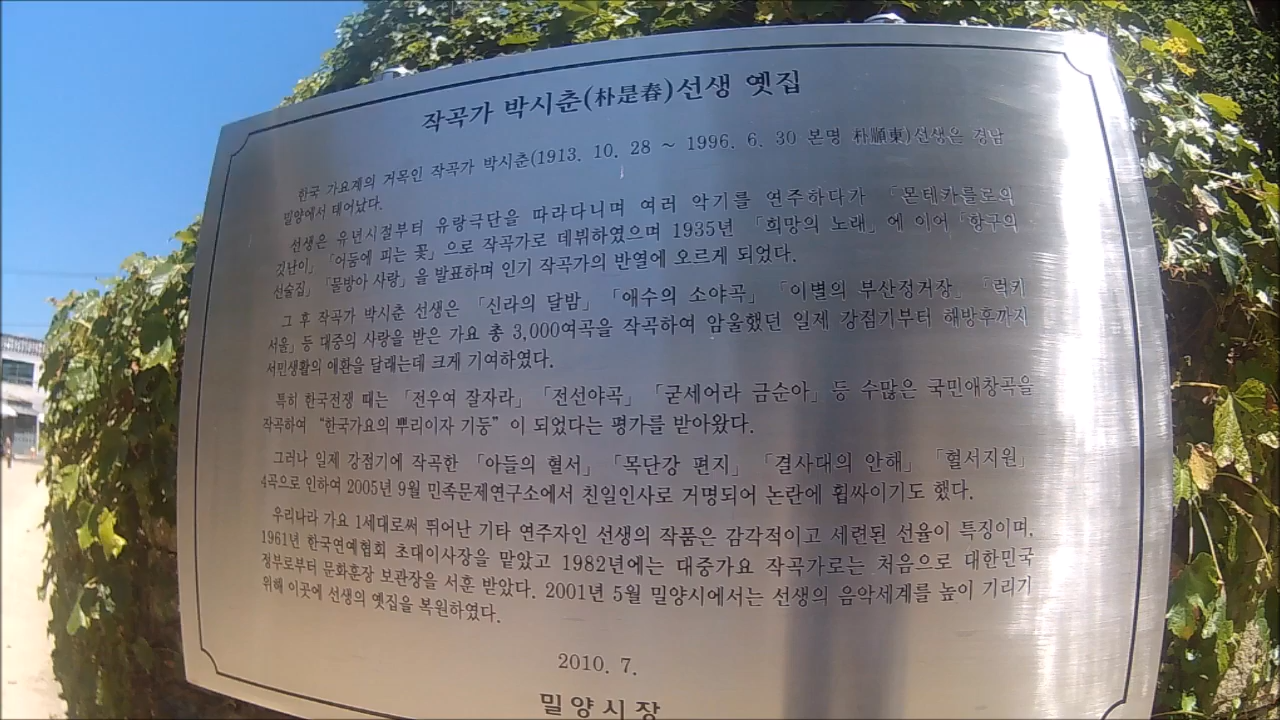 작곡가 박시춘(朴是春)선생 옛집
한국 가요계의 거목인 작곡가 박시춘(1913. 10. 28 ~ 1996. 6. 30 본명 朴順東)선생은 경남
밀양에서 태어났다.
선생은 유년시절부터 유랑극단을 따라다니며 여러 악기를 연주하다가 「몬테카를로의
깃난이」 「어둠에 피는 꽃」으로 작곡가로 데뷔하였으며 1935년 「희망의 노래」에 이어「항구의
선술집」 「물방아 사랑」을 발표하며 인기 작곡가의 반열에 오르게 되었다.
그 후 작곡가 박시춘 선생은 「신라의 달밤」 「애수의 소야곡」 「이별의 부산정거장」 「럭키
서울」등 대중의 사랑을 받은 가요 총 3,000여곡을 작곡하여 암울했던 일제 강점기부터 해방후까지
서민생활의 애환을 달래는데 크게 기여하였다.
특히 한국전쟁 때는 「전우여 잘자라」 「전선야곡」 「굳세어라 금순아」등 수많은 국민애창곡을
작곡하여 “한국가요의 뿌리이자 기둥”이 되었다는 평가를 받아왔다.
그러나 일제 강점기에 작곡한 「아들의 혈서」 「목단강 편지」 「결사대의 안해」 「혈서지원」
4곡으로 인하여 2005년 9월 민족문제연구소에서 친일인사로 거명되어 논란에 휩싸이기도 했다.
우리나라 가요 1세대로써 뛰어난 기타 연주자인 선생의 작품은 감각적이고 세련된 선율이 특징이며,
1961년 한국연예협회 초대이사장을 맡았고 1982년에는 대중가요 작곡가로는 처음으로 대한민국
정부로부터 문화훈장 보관장을 서훈 받았다. 2001년 5월 밀양시에서는 선생의 음악세계를 높이 기리기
위해 이곳에 선생의 옛집을 복원하였다.
2010. 7.
밀양시장